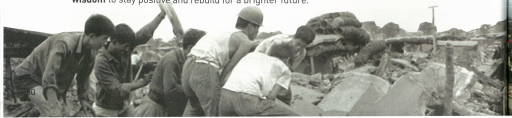 wisdom to stay positive and rebuild for a brighter future.